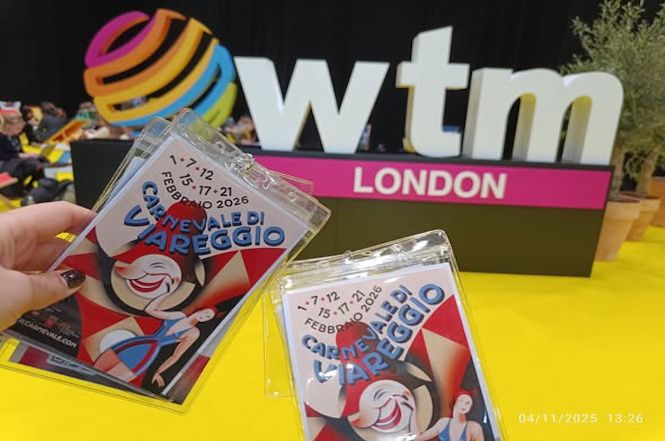 wtm
LONDON
1•7•12
15•17•21
FEBBRAIO 2026
CARNEVALE DI
VIAREGGIO
1•7•12
15•17•21
FEBBRAIO 2026
CARNEVALE DI
VIAREGGIO
04/11/2025 13:26